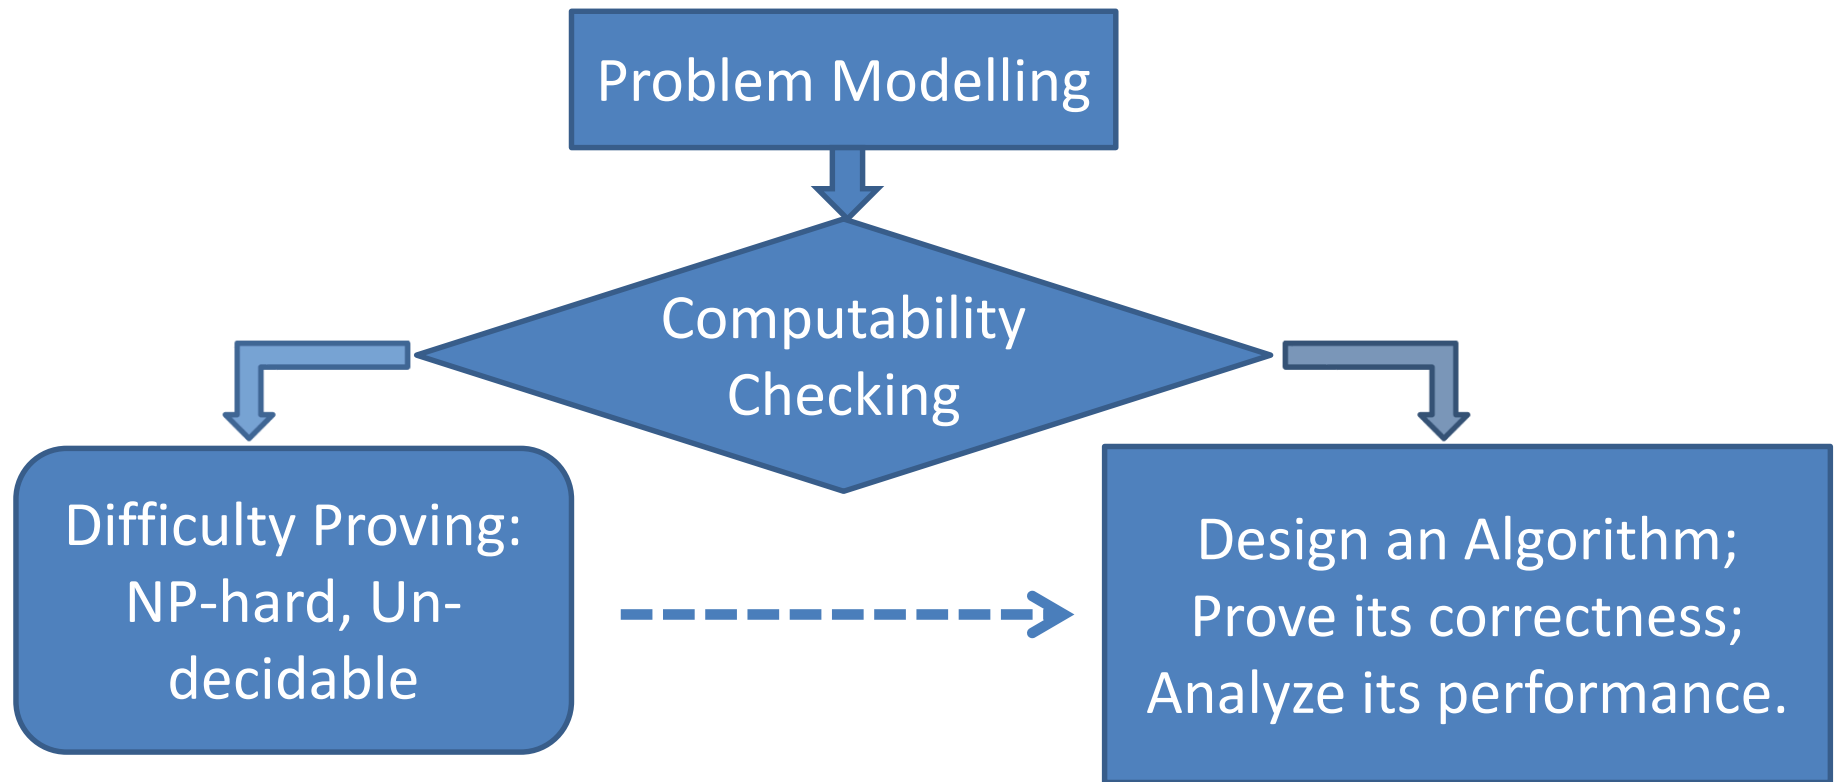 Problem Modelling
Computability
Checking
Difficulty Proving:
NP-hard, Un-
decidable
Design an Algorithm;
Prove its correctness;
Analyze its performance.